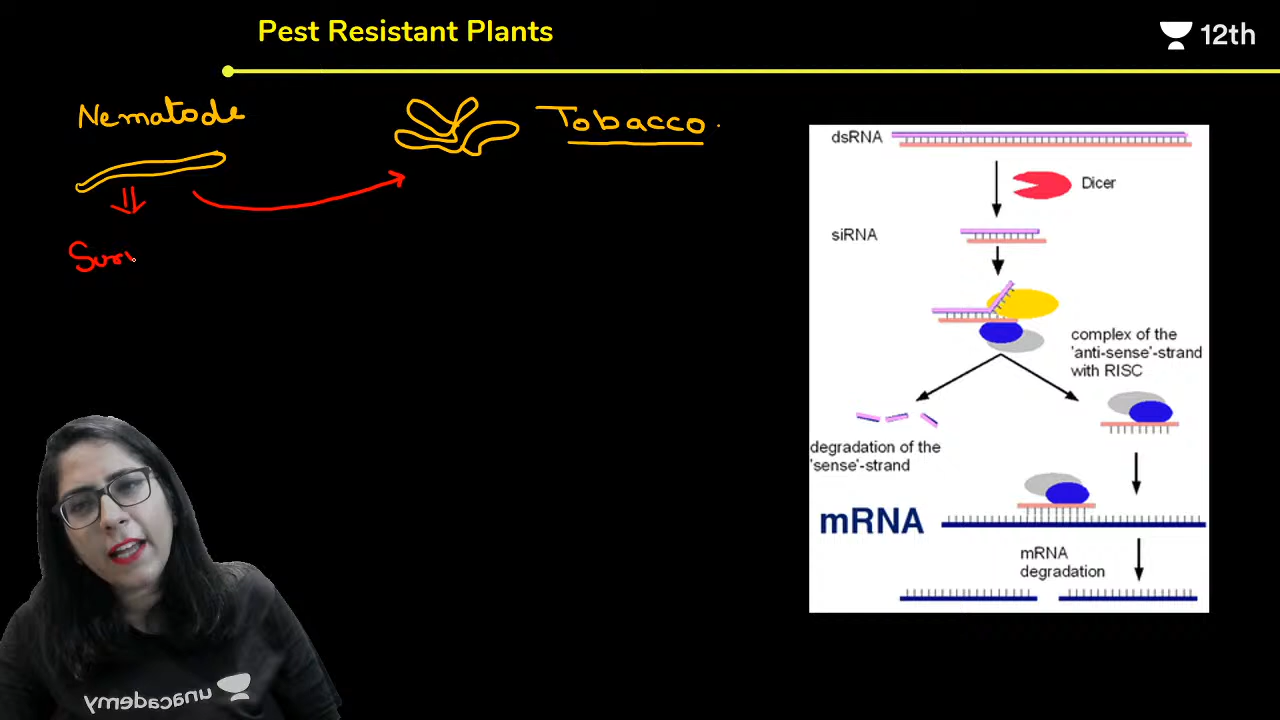 Pest Resistant Plants
12th
Nematode
Tobacco.
dsRNA
Dicer
siRNA
complex of the
'anti-sense'-strand
with RISC
degradation of the
'sense'-strand
mRNA
mRNA
degradation
unacademy